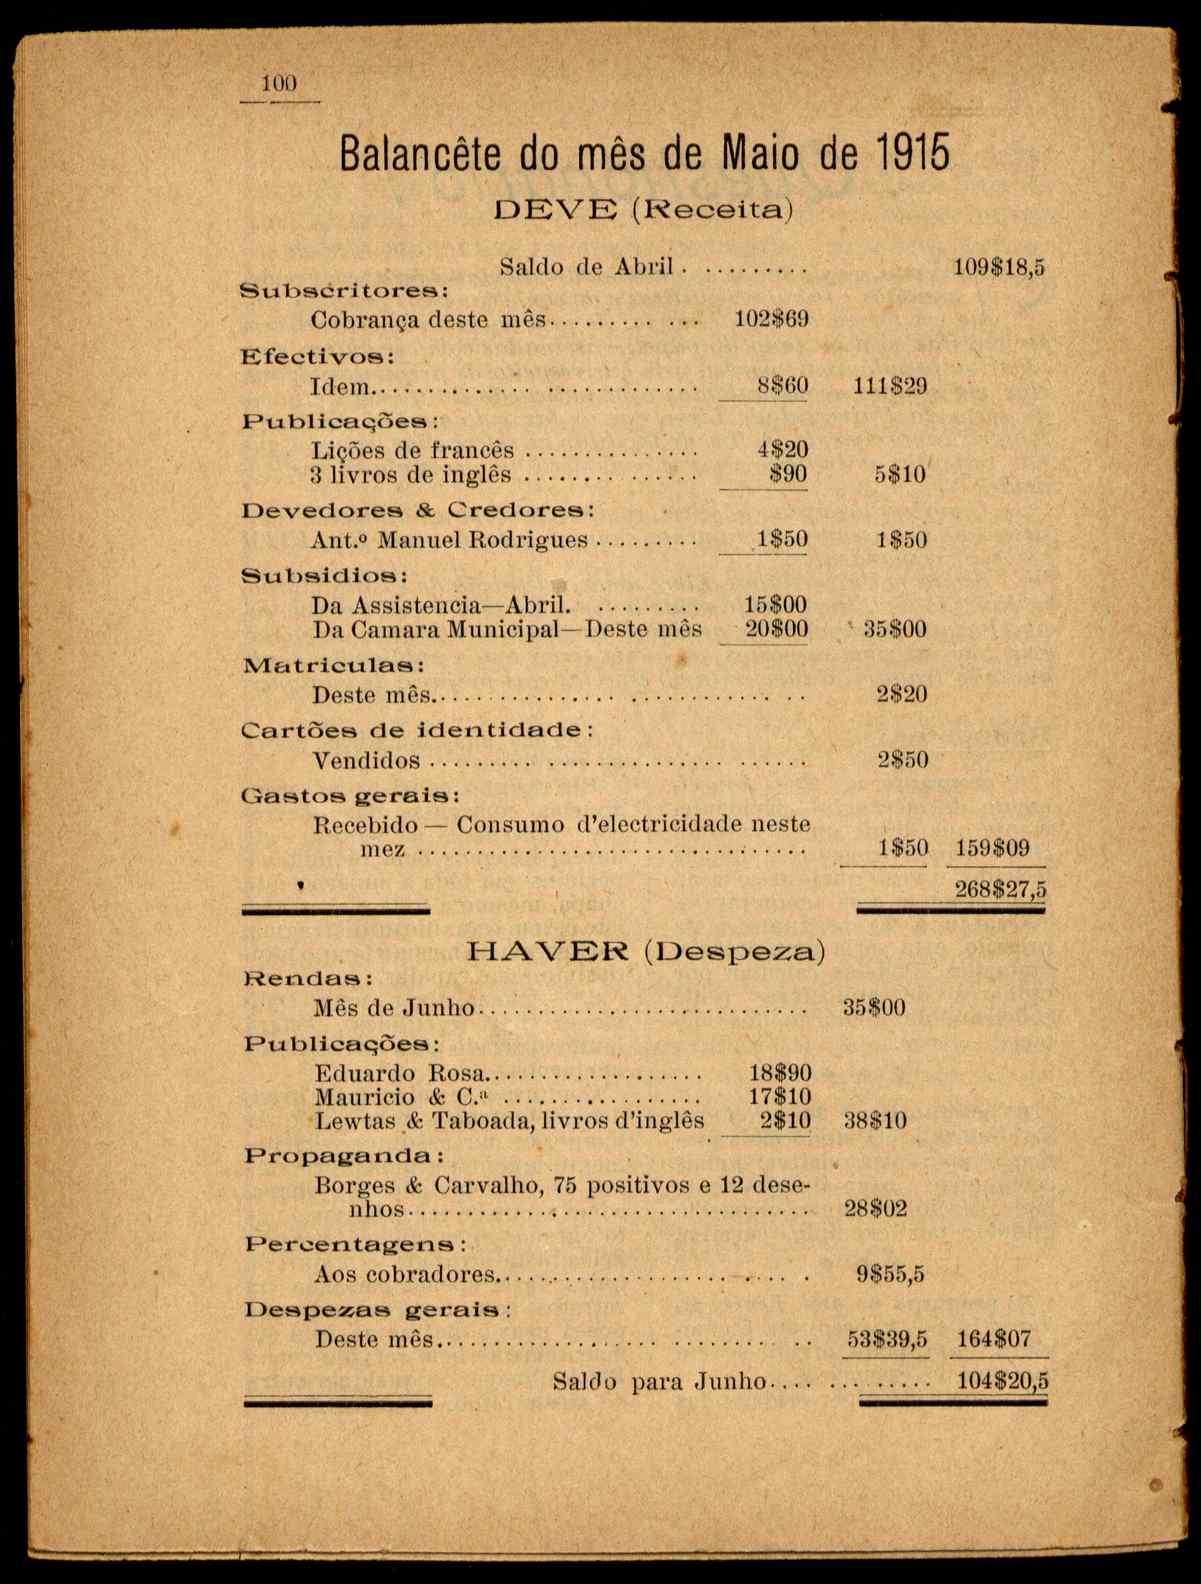 100
Balancête do mês de Maio de 1915
DEVE (Receita)
Saldo de Abril . .......... 109$18,5
Subscritores:
Cobrança deste mês.......... ... 102$69
Efectivos:
Idem.............. ............. 8$60 111$29
Publicações:
Lições de francês ............... 4$20
3 livros de inglês ........ ...... $90 5$10
Devedores & Credores:
Ant.º Manuel Rodrigues ......... 1$50 1$50
Subsidios:
Da Assistencia—Abril. ......... 15$00
Da Camara Municipal—Deste mês 20$00 35$00
Matriculas:
Deste mês................ ............ .. 2$20
Cartões de identidade:
Vendidos ......... ............... ...... 2$50
Gastos gerais:
Recebido — Consumo d'electricidade neste
mez ................................. 1$50 159$09
268$27,5
HAVER (Despeza)
Rendas:
Mês de Junho............................ 35$00
Publicações:
Eduardo Rosa................... 18$90
Mauricio & C.ª ................. 17$10
Lewtas & Taboada, livros d'inglês 2$10 38$10
Propaganda:
Borges & Carvalho, 75 positivos e 12 dese-
nhos.................................. 28$02
Percentagens:
Aos cobradores.................... .... . 9$55,5
Despezas gerais:
Deste mês................... .......... .. 53$39,5 164$07
Saldo para Junho.... ......... 104$20,5